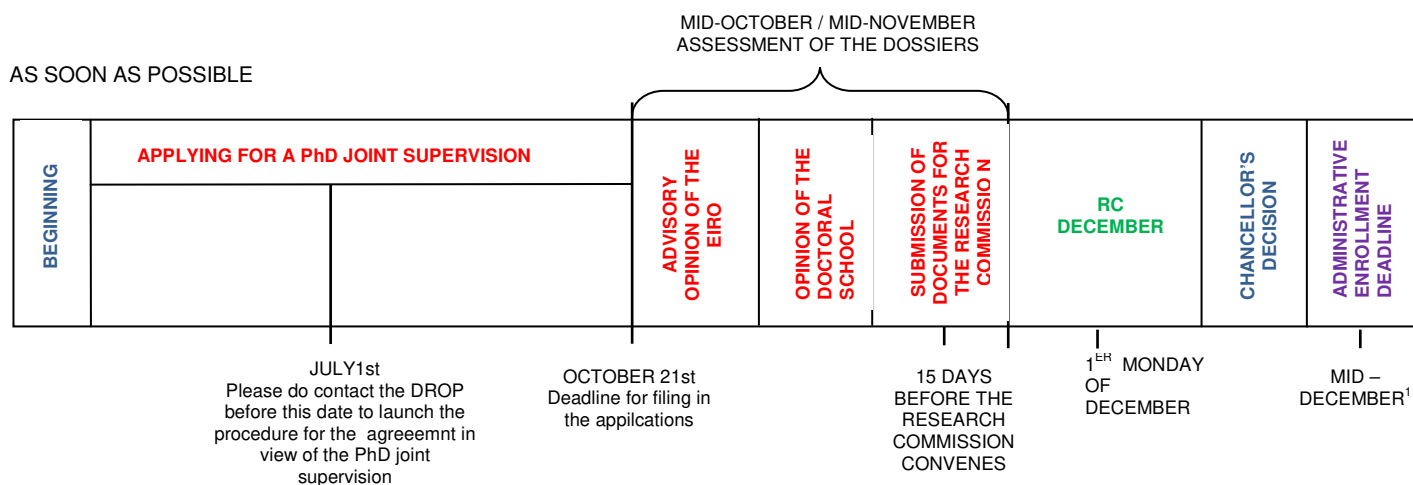 MID-OCTOBER / MID-NOVEMBER
ASSESSMENT OF THE DOSSIERS
AS SOON AS POSSIBLE
BEGINNING
APPLYING FOR A PhD JOINT SUPERVISION
ADVISORY
OPINION OF THE
EIRO
OPINION OF THE
DOCTORAL
SCHOOL
SUBMISSION OF
DOCUMENTS FOR
THE RESEARCH
COMMISSIO N
RC
DECEMBER
CHANCELLOR'S
DECISION
ADMINISTRATIVE
ENROLLMENT
DEADLINE
JULY1st
Please do contact the DROP
before this date to launch the
procedure for the agreeemnt in
view of the PhD joint
supervision
OCTOBER 21st
Deadline for filing in
the appilcations
15 DAYS
BEFORE THE
RESEARCH
COMMISSION
CONVENES
1ER MONDAY
OF
DECEMBER
MID –
DECEMBER1